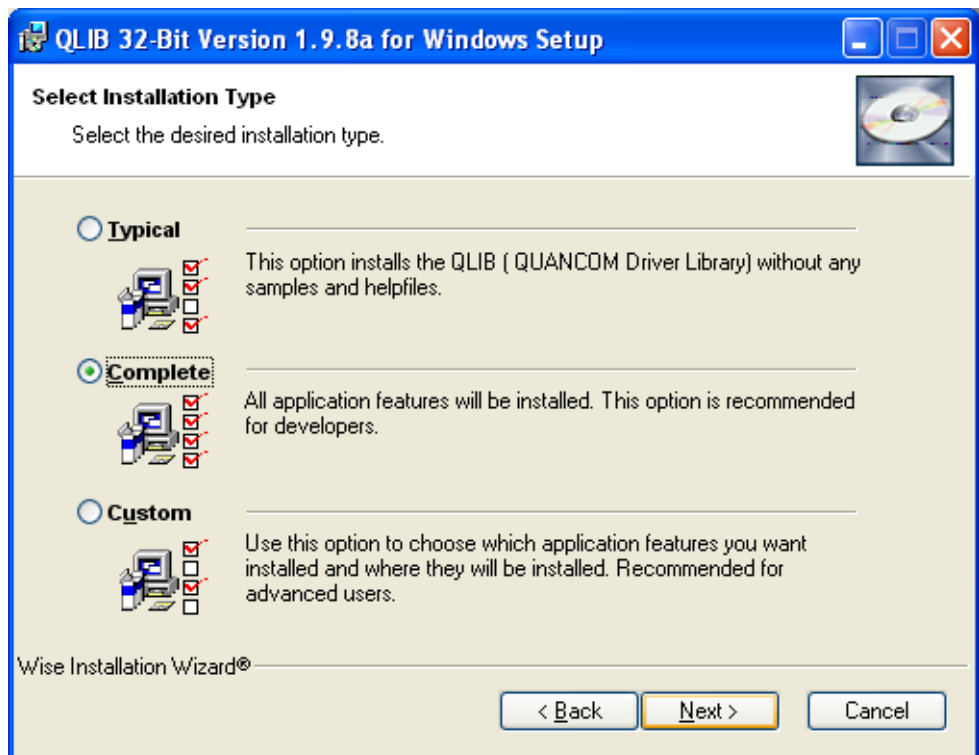 QLIB 32-Bit Version 1.9.8a for Windows Setup
Select Installation Type
Select the desired installation type.
Typical
This option installs the QLIB ( QUANCOM Driver Library) without any
samples and helpfiles.
Complete
All application features will be installed. This option is recommended
for developers.
Custom
Use this option to choose which application features you want
installed and where they will be installed. Recommended for
advanced users.
Wise Installation Wizard®
< Back
Next >
Cancel